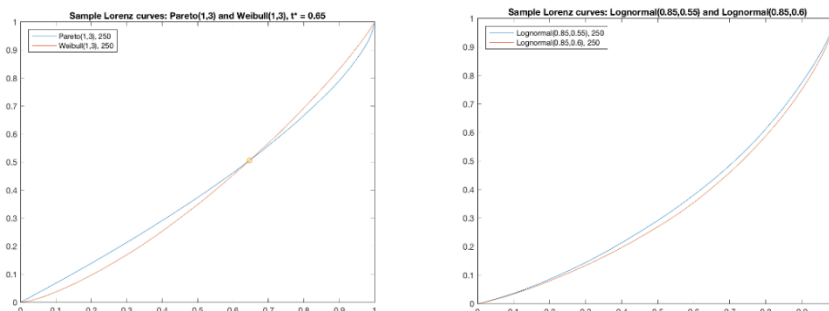 Sample Lorenz curves: Pareto(1,3) and Weibull(1,3), t* = 0.65
Pareto(1,3), 250
Weibull(1,3), 250
1
0.9
0.8
0.7
0.6
0.5
0.4
0.3
0.2
0.1
0
0 0.1 0.2 0.3 0.4 0.5 0.6 0.7 0.8 0.9 1
Sample Lorenz curves: Lognormal(0.85,0.55) and Lognormal(0.85,0.6)
Lognormal(0.85,0.55), 250
Lognormal(0.85,0.6), 250
1
0.9
0.8
0.7
0.6
0.5
0.4
0.3
0.2
0.1
0
0 0.1 0.2 0.3 0.4 0.5 0.6 0.7 0.8 0.9